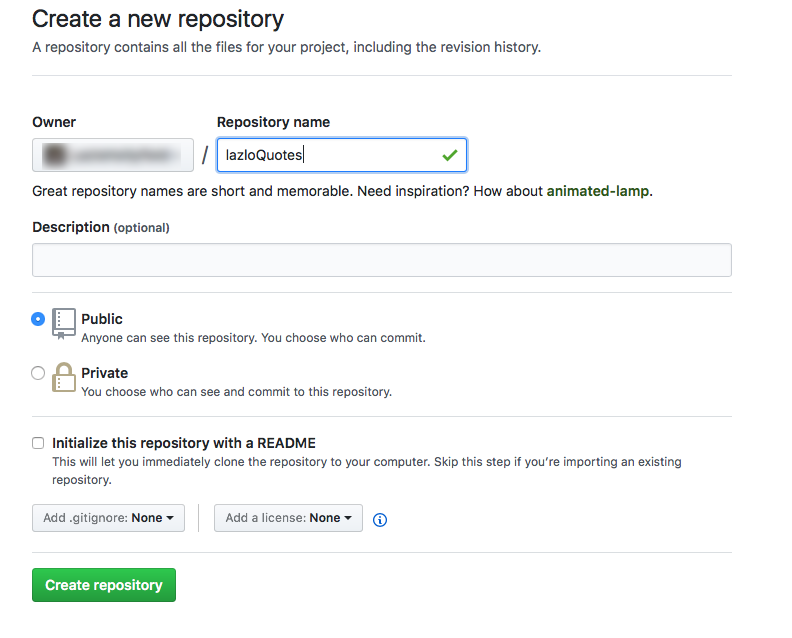 Create a new repository
A repository contains all the files for your project, including the revision history.
Owner
Repository name
/
lazloQuotes
Great repository names are short and memorable. Need inspiration? How about animated-lamp.
Description (optional)
Public
Anyone can see this repository. You choose who can commit.
Private
You choose who can see and commit to this repository.
Initialize this repository with a README
This will let you immediately clone the repository to your computer. Skip this step if you’re importing an existing
repository.
Add .gitignore: None
Add a license: None
Create repository